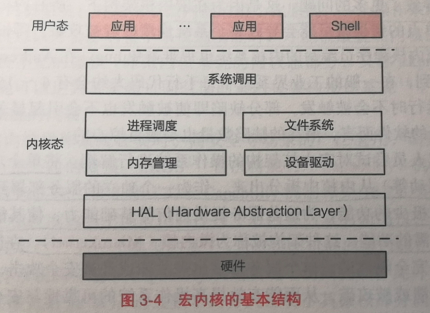 用户态 应用 … 应用 Shell
系统调用
进程调度 文件系统
内核态
内存管理 设备驱动
HAL（Hardware Abstraction Layer）
硬件
图 3-4 宏内核的基本结构